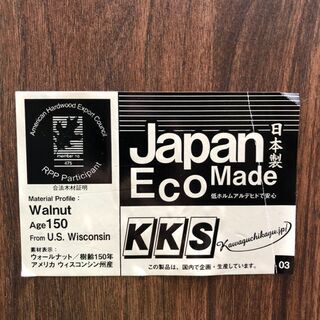 American Hardwood Export Council
member no
475
RPP Participant
合法木材証明
Material Profile :
Walnut
Age150
From U.S. Wisconsin
素材表示：
ウォールナット／樹齢150年
アメリカ ウィスコンシン州産
Japan
日本製
Eco Made
低ホルムアルデヒドで安心
KKS
Kawaguchikagu.jp/
この製品は、国内で企画・生産しています。
03